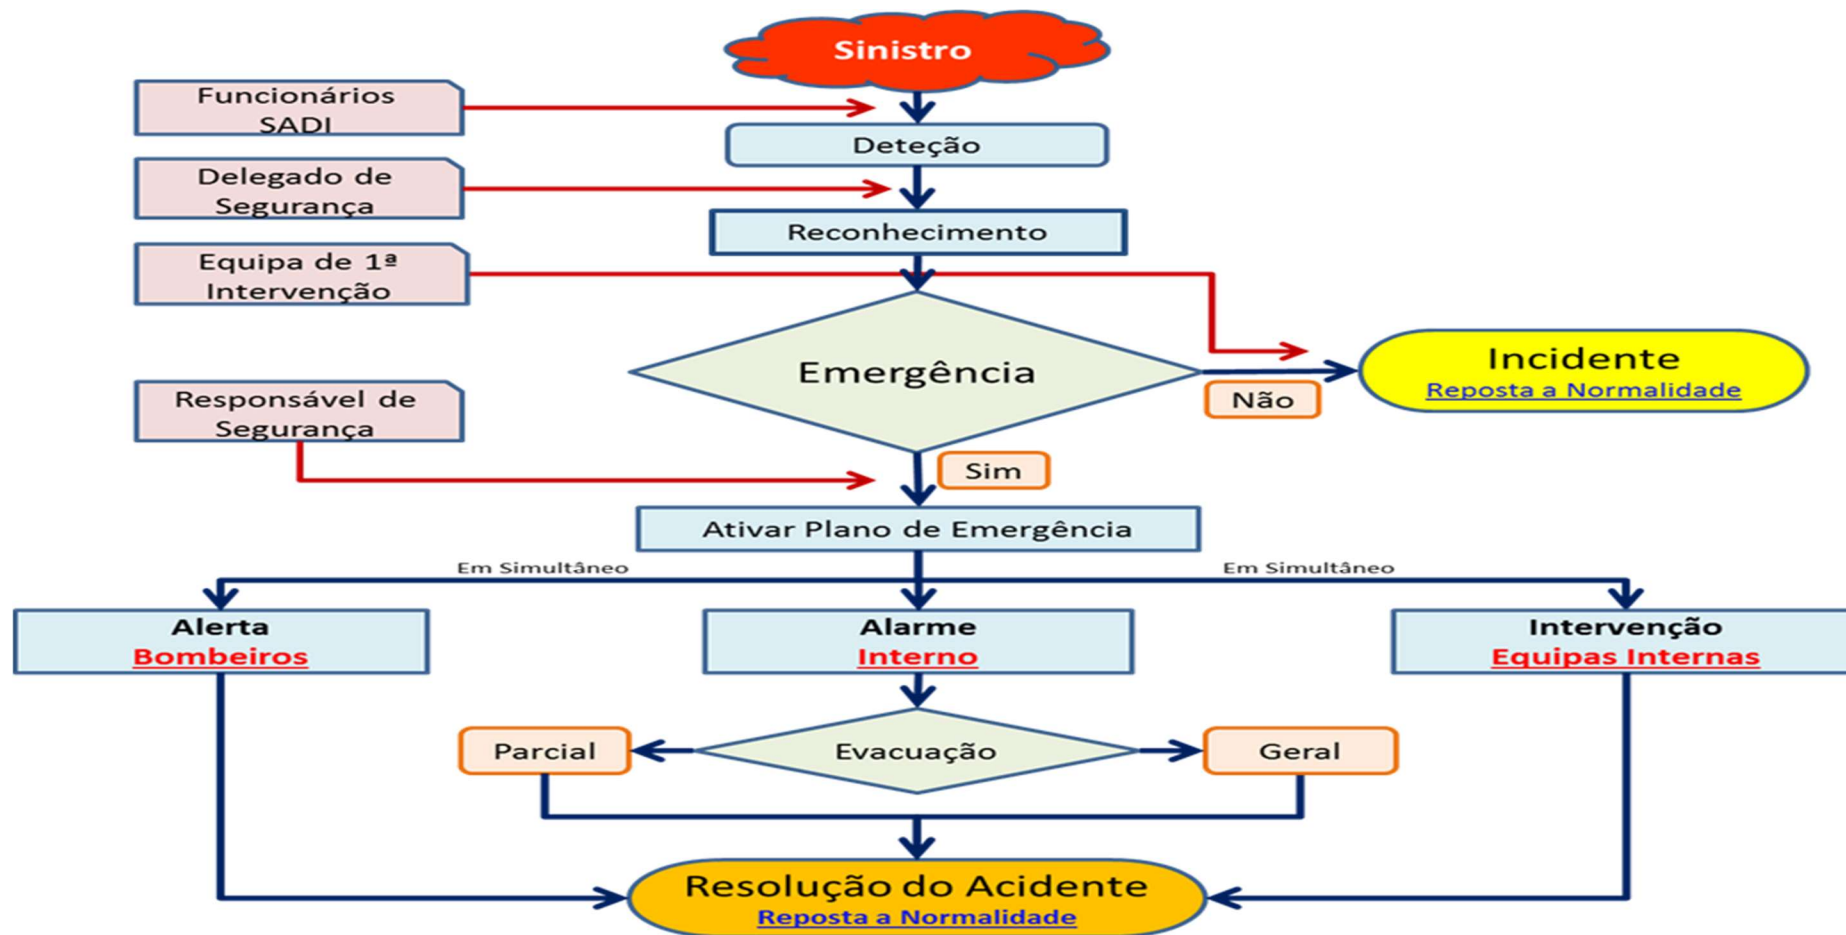 Sinistro
Funcionários
SADI
Deteção
Delegado de
Segurança
Reconhecimento
Equipa de 1ª
Intervenção
Emergência
Incidente
Reposta a Normalidade
Não
Responsável de
Segurança
Sim
Ativar Plano de Emergência
Em Simultâneo
Em Simultâneo
Alerta
Bombeiros
Alarme
Interno
Intervenção
Equipas Internas
Parcial
Evacuação
Geral
Resolução do Acidente
Reposta a Normalidade